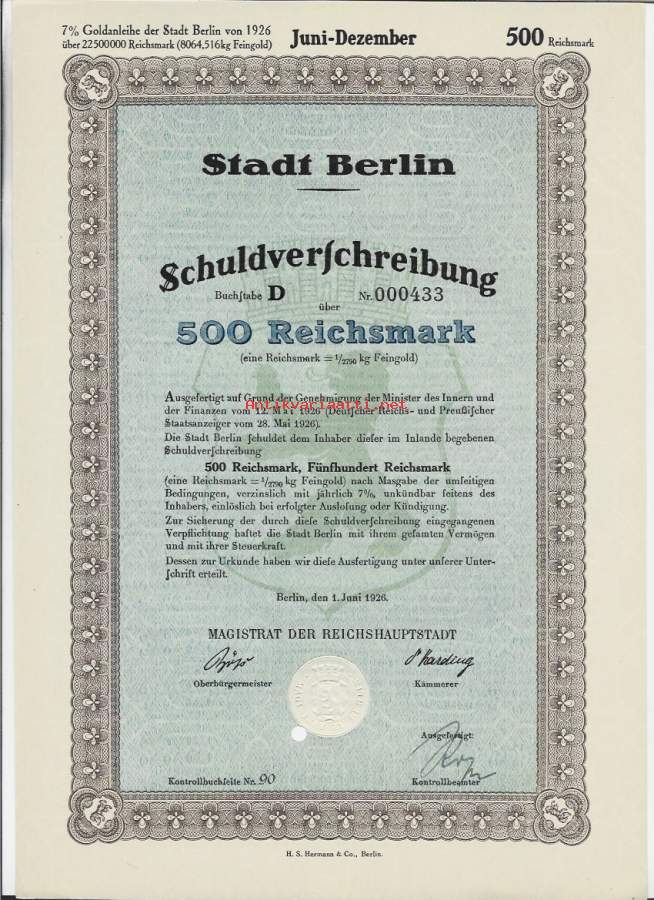 7% Goldanleihe der Stadt Berlin von 1926
über 22500000 Reichsmark (8064,516kg Feingold)
Juni-Dezember
500 Reichsmark
Stadt Berlin
Schuldverſchreibung
Buchſtabe D Nr. 000433
über
500 Reichsmark
(eine Reichsmark = 1/2790 kg Feingold)
Ausgefertigt auf Grund der Genehmigung der Miniſter des Innern und
Antikvariaatti.net
der Finanzen vom 12. Mai 1926 (Deutſcher Reichs- und Preußiſcher
Staatsanzeiger vom 28. Mai 1926).
Die Stadt Berlin ſchuldet dem Inhaber dieſer im Inlande begebenen
Schuldverſchreibung
500 Reichsmark, Fünfhundert Reichsmark
(eine Reichsmark = 1/2790 kg Feingold) nach Masgabe der umſeitigen
Bedingungen, verzinslich mit jährlich 7%, unkündbar ſeitens des
Inhabers, einlöslich bei erfolgter Ausloſung oder Kündigung.
Zur Sicherung der durch dieſe Schuldverſchreibung eingegangenen
Verpflichtung haftet die Stadt Berlin mit ihrem geſamten Vermögen
und mit ihrer Steuerkraft.
Dessen zur Urkunde haben wir dieſe Ausfertigung unter unſerer Unter-
ſchrift erteilt.
Berlin, den 1. Juni 1926.
MAGISTRAT DER REICHSHAUPTSTADT
Böß
Harding
Oberbürgermeister
Kämmerer
Ausgefertigt:
Kontrollbuchſeite Nr. 90
Kontrollbeamter
H. S. Hermann & Co., Berlin.